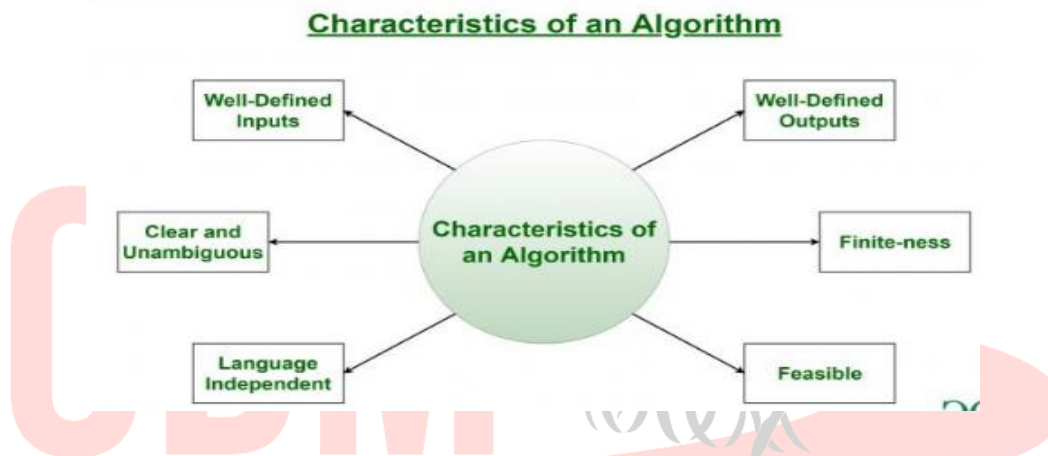 Characteristics of an Algorithm
Well-Defined
Inputs
Well-Defined
Outputs
Clear and
Unambiguous
Characteristics of
an Algorithm
Finite-ness
Language
Independent
Feasible